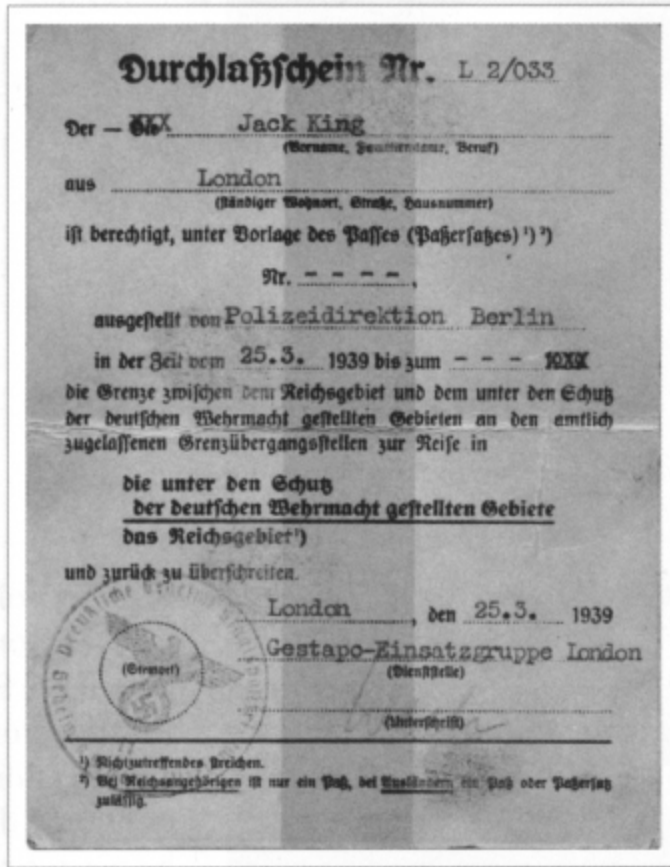 Durchlaßschein Nr. L 2/033
Der — Die XXX Jack King
(Vorname, Familienname, Beruf)
aus London
(ständiger Wohnort, Straße, Hausnummer)
ist berechtigt, unter Vorlage des Passes (Paßersatzes) ¹) ²)
Nr. - - - -,
ausgestellt von Polizeidirektion Berlin
in der Zeit vom 25.3. 1939 bis zum - - - 19XX
die Grenze zwischen dem Reichsgebiet und dem unter den Schutz
der deutschen Wehrmacht gestellten Gebieten an den amtlich
zugelassenen Grenzübergangsstellen zur Reise in
die unter den Schutz
der deutschen Wehrmacht gestellten Gebiete
das Reichsgebiet¹)
und zurück zu überschreiten.
London, den 25.3. 1939
Gestapo-Einsatzgruppe London
(Stempel)
(Dienststelle)
(Unterschrift)
¹) Nichtzutreffendes streichen.
²) Bei Reichsangehörigen ist nur ein Paß, bei Ausländern ein Paß oder Paßersatz
zulässig.